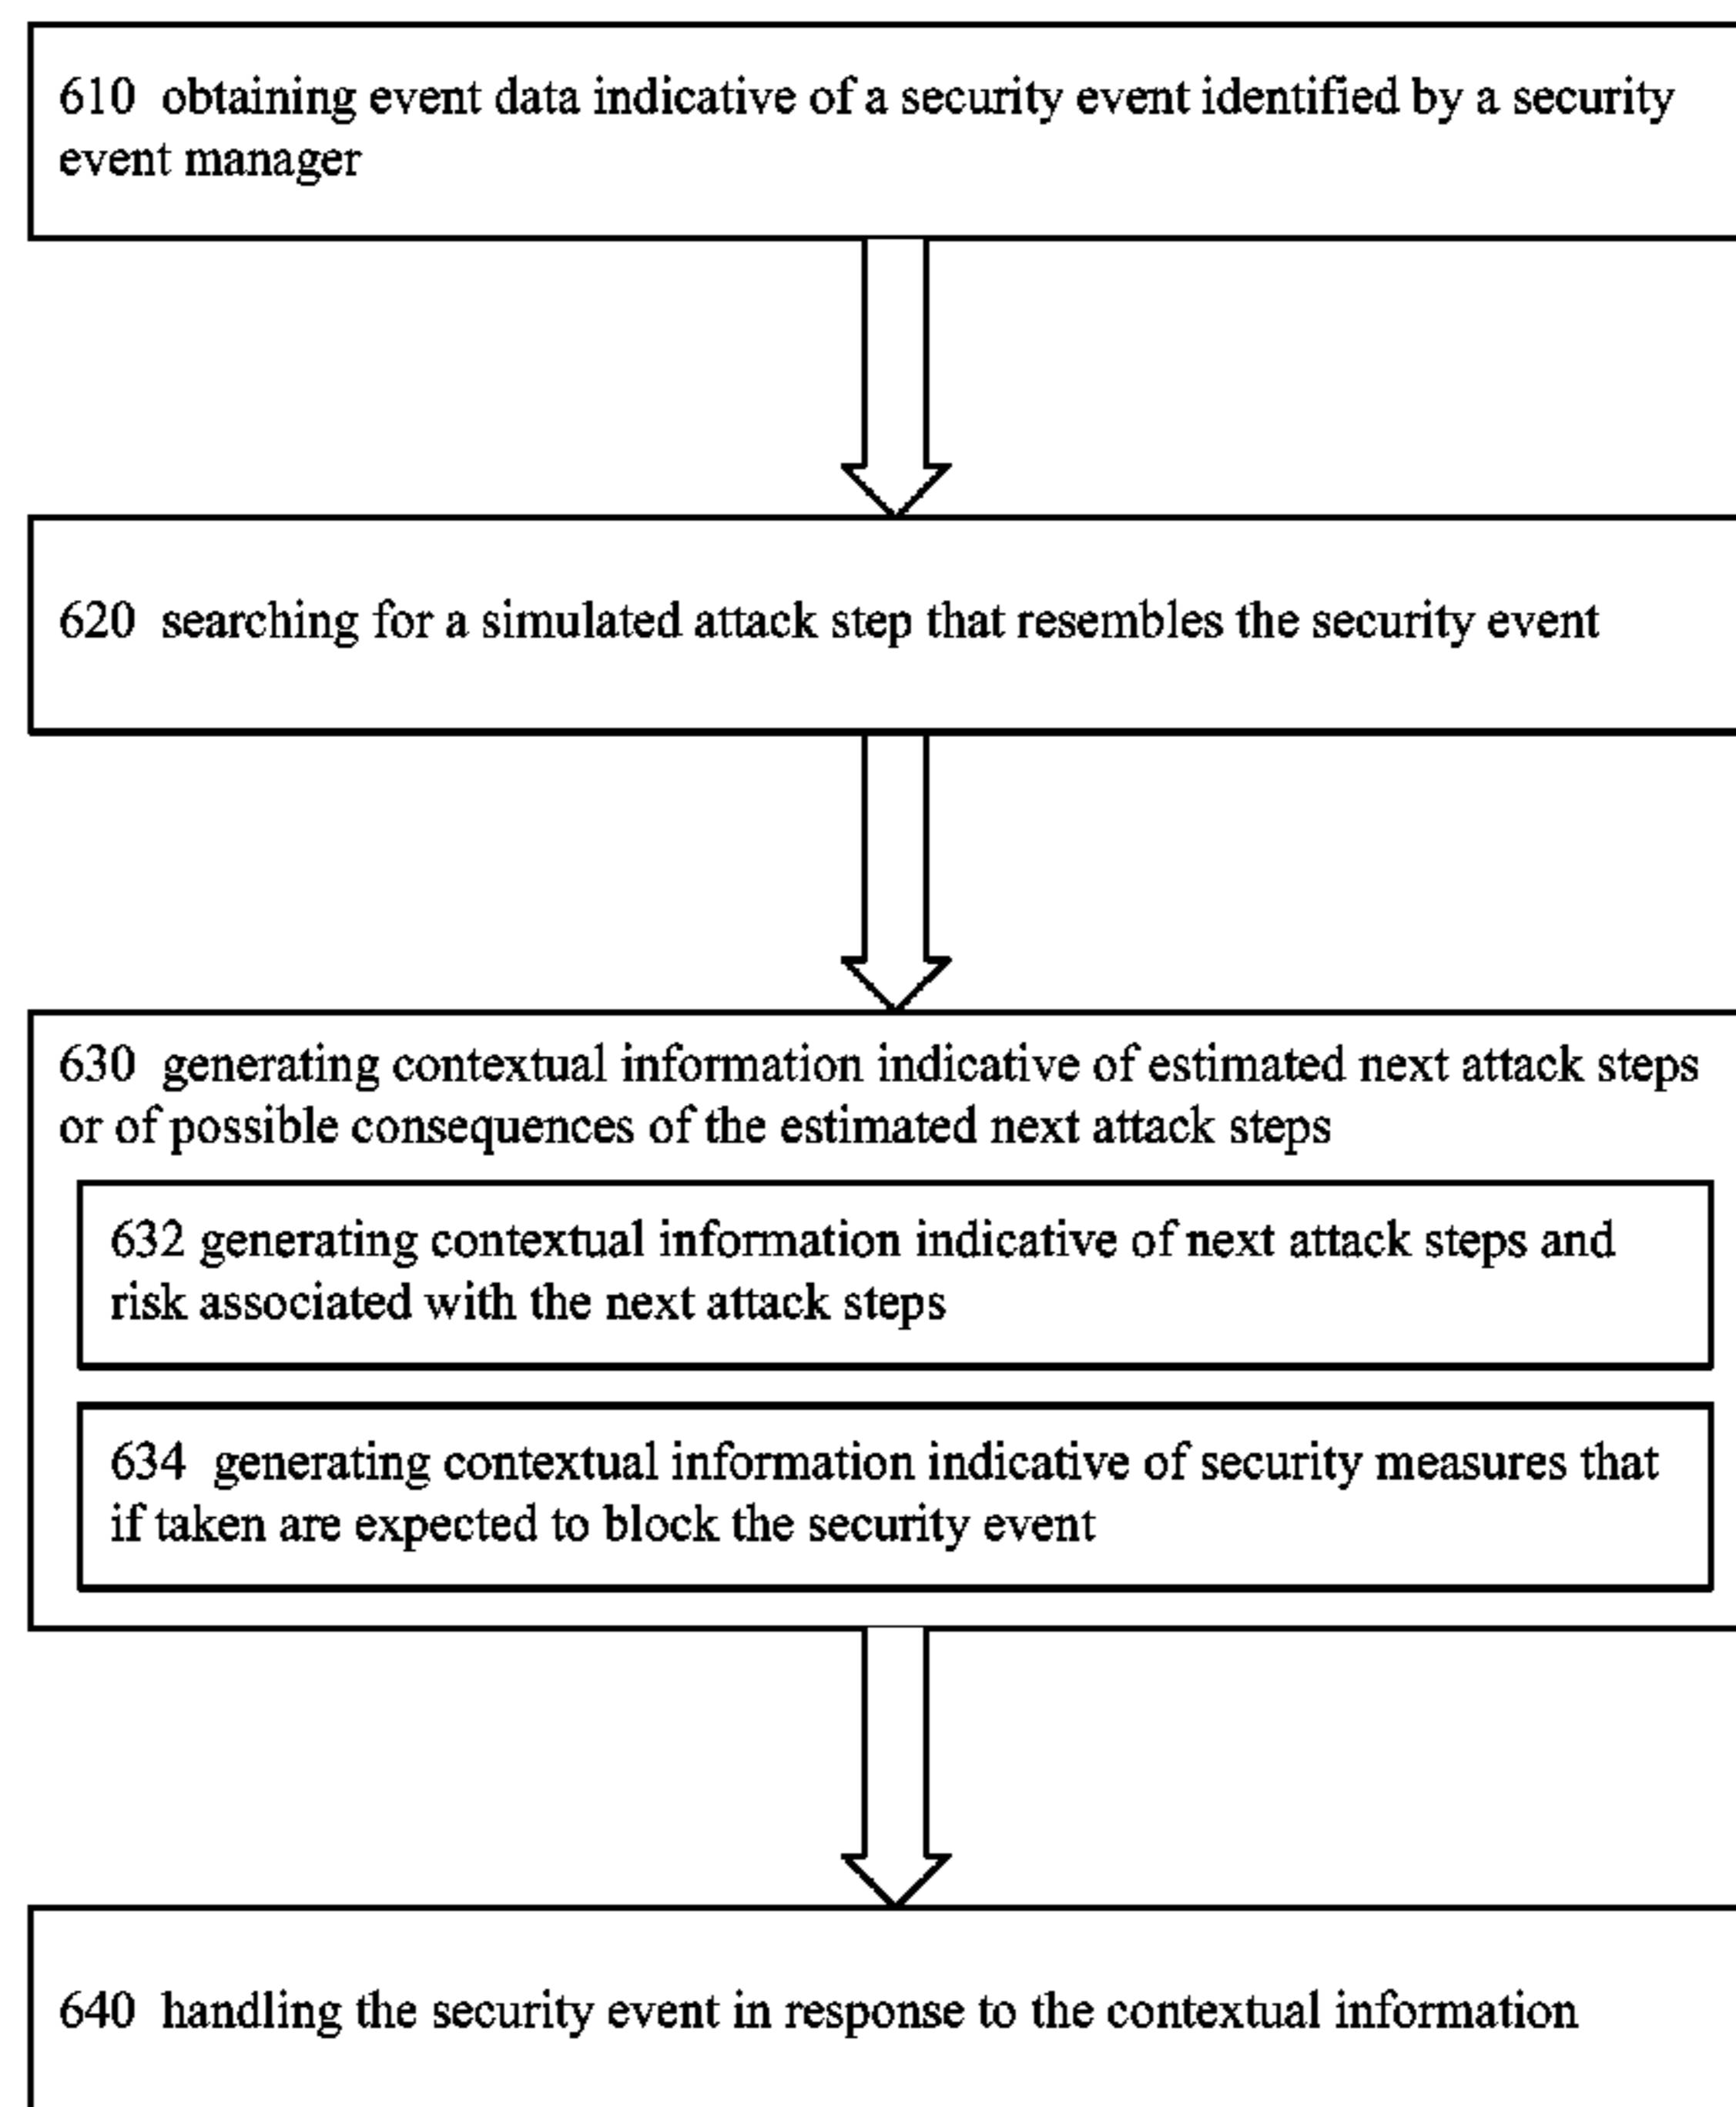 610 obtaining event data indicative of a security event identified by a security
event manager
620 searching for a simulated attack step that resembles the security event
630 generating contextual information indicative of estimated next attack steps
or of possible consequences of the estimated next attack steps
632 generating contextual information indicative of next attack steps and
risk associated with the next attack steps
634 generating contextual information indicative of security measures that
if taken are expected to block the security event
640 handling the security event in response to the contextual information